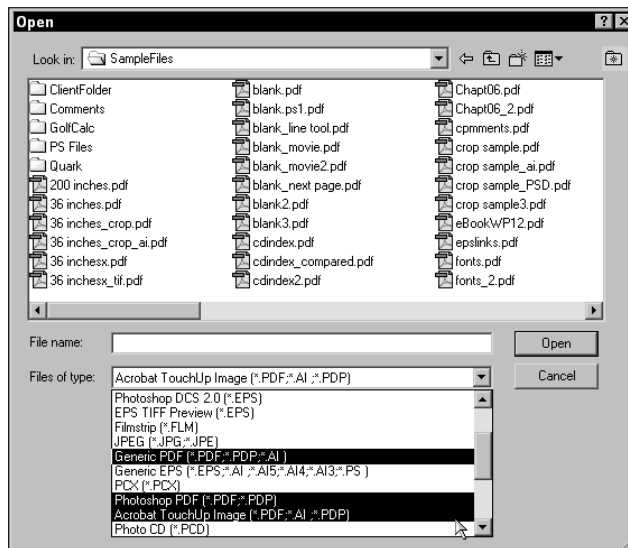 Open
Look in: SampleFiles
ClientFolder
Comments
GolfCalc
PS Files
Quark
200 inches.pdf
36 inches.pdf
36 inches_crop.pdf
36 inches_crop_ai.pdf
36 inchesx.pdf
36 inchesx_tif.pdf
blank.pdf
blank.ps1.pdf
blank_line tool.pdf
blank_movie.pdf
blank_movie2.pdf
blank_next page.pdf
blank2.pdf
blank3.pdf
cdindex.pdf
cdindex_compared.pdf
cdindex2.pdf
Chapt06.pdf
Chapt06_2.pdf
cpmments.pdf
crop sample.pdf
crop sample_ai.pdf
crop sample_PSD.pdf
crop sample3.pdf
eBookWP12.pdf
epslinks.pdf
fonts.pdf
fonts_2.pdf
File name:
Open
Files of type: Acrobat TouchUp Image (*.PDF;*.AI ;*.PDP)
Cancel
Photoshop DCS 2.0 (*.EPS)
EPS TIFF Preview (*.EPS)
Filmstrip (*.FLM)
JPEG (*.JPG;*.JPE)
Generic PDF (*.PDF;*.PDP;*.AI )
Generic EPS (*.EPS;*.AI ;*.AI5;*.AI4;*.AI3;*.PS )
PCX (*.PCX)
Photoshop PDF (*.PDF;*.PDP)
Acrobat TouchUp Image (*.PDF;*.AI ;*.PDP)
Photo CD (*.PCD)